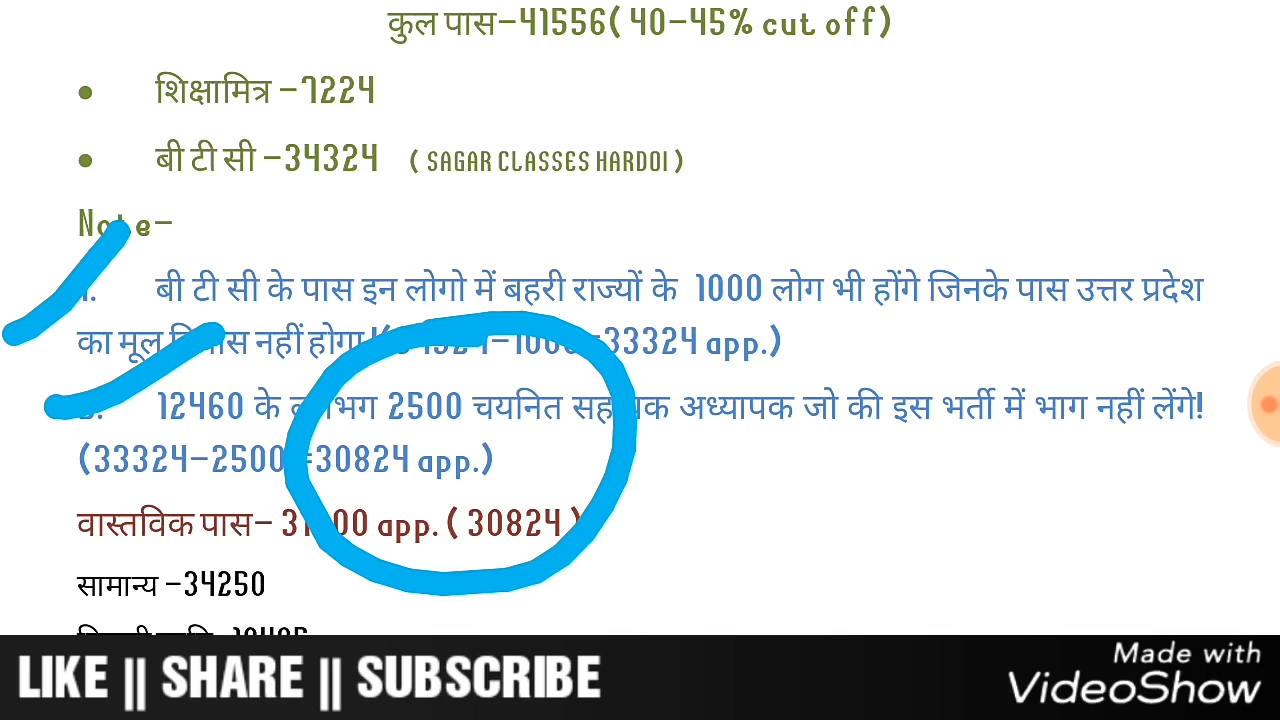 कुल पास-41556( 40-45% cut off)
• शिक्षामित्र -7224
• बी टी सी -34324 ( SAGAR CLASSES HARDOI )
Note-
बी टी सी के पास इन लोगो में बहरी राज्यों के 1000 लोग भी होंगे जिनके पास उत्तर प्रदेश
का मूल नहीं होगा 33324 app.)
12460 के 2500 चयनित अध्यापक जो की इस भर्ती में भाग नहीं लेंगे!
(33324-2500 =30824 app.)
वास्तविक पास- app. ( 30824 )
सामान्य -34250
LIKE || SHARE || SUBSCRIBE
Made with
VideoShow